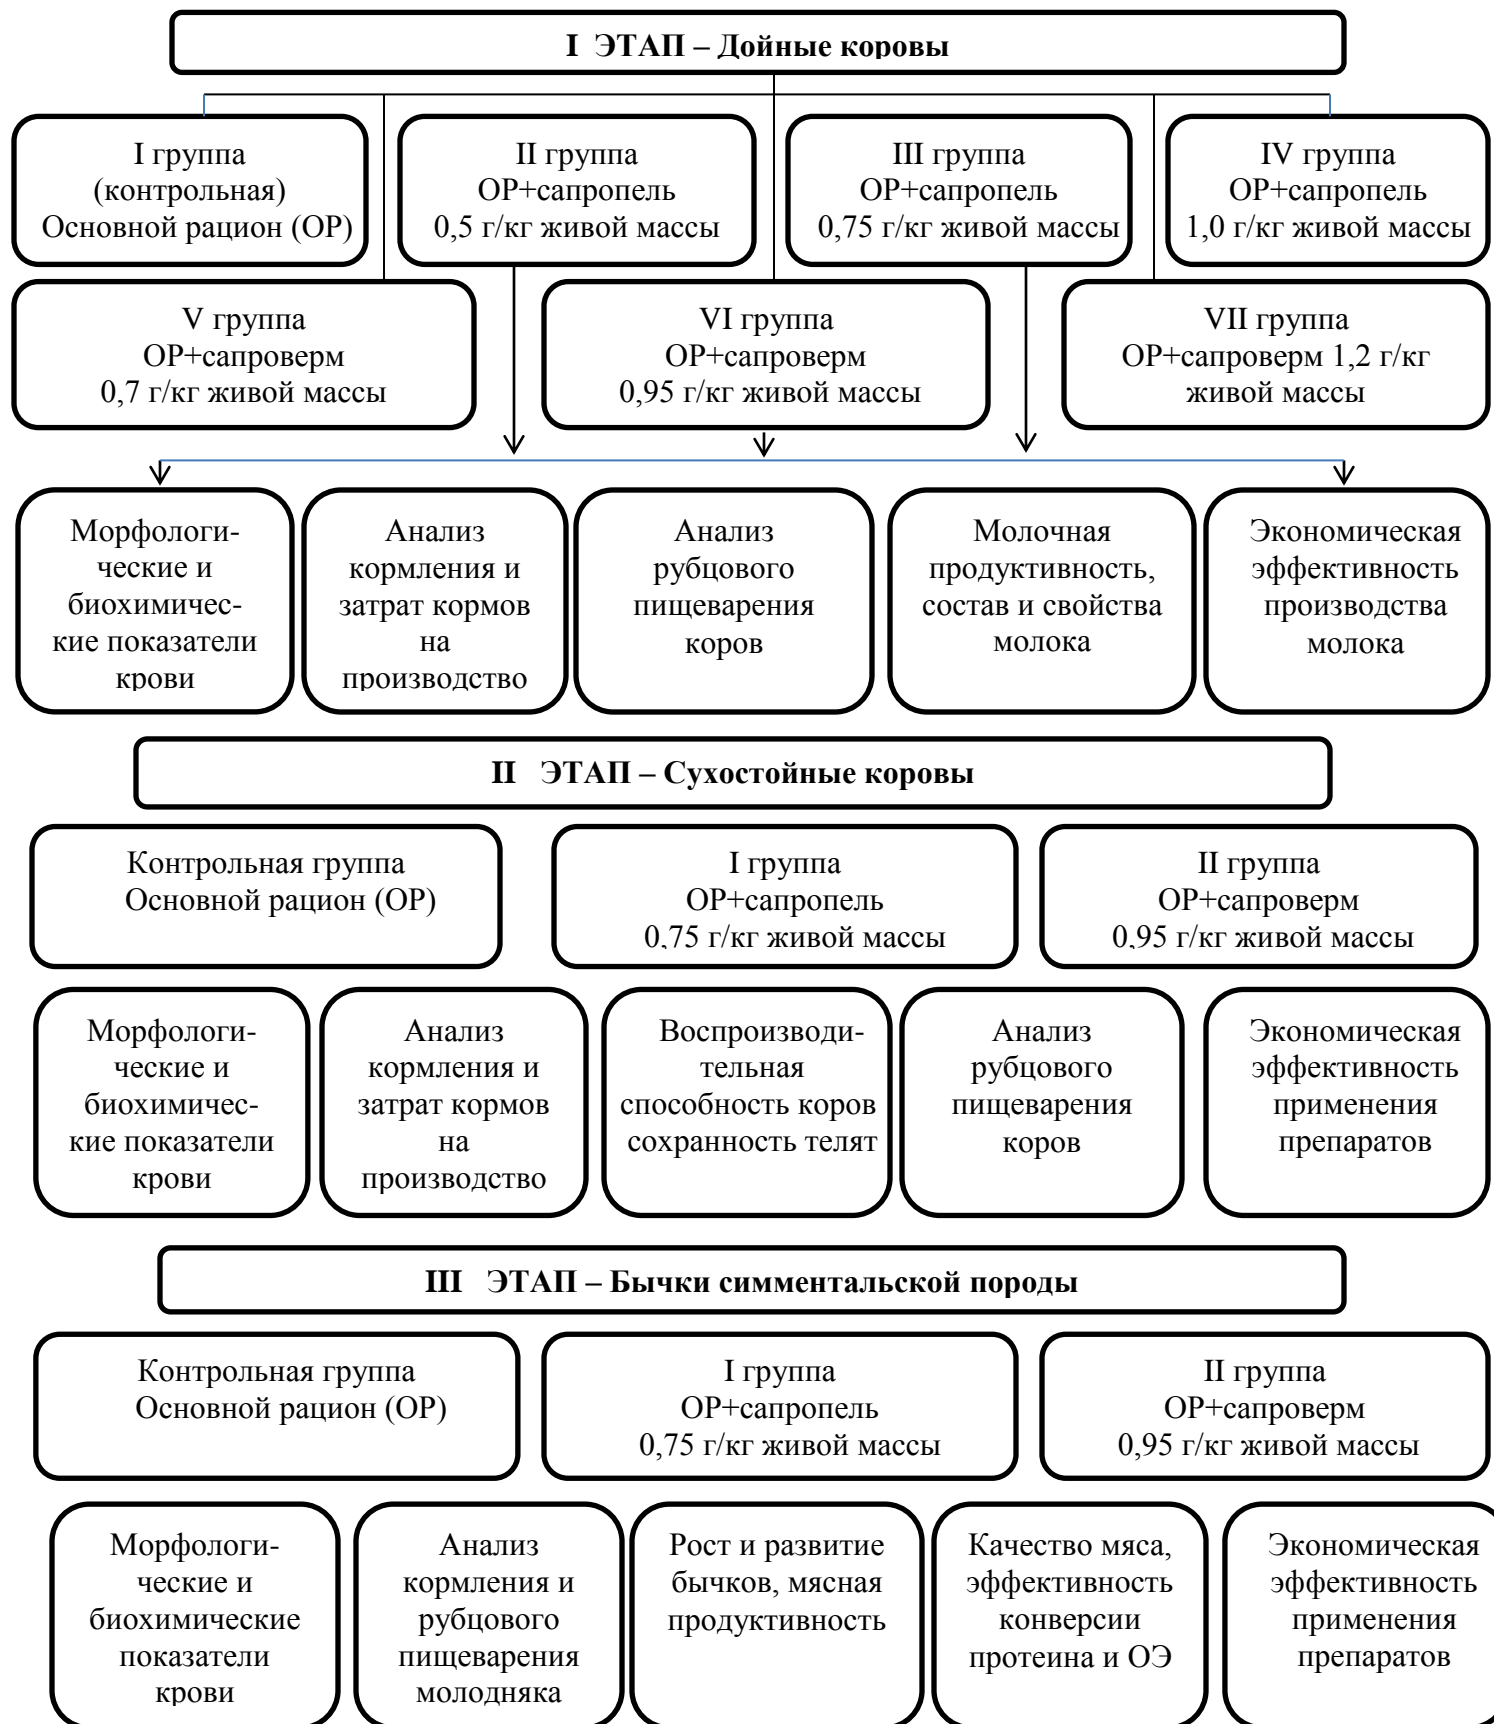 I ЭТАП – Дойные коровы
I группа
(контрольная)
Основной рацион (ОР)
II группа
ОР+сапропель
0,5 г/кг живой массы
III группа
ОР+сапропель
0,75 г/кг живой массы
IV группа
ОР+сапропель
1,0 г/кг живой массы
V группа
ОР+сапроверм
0,7 г/кг живой массы
VI группа
ОР+сапроверм
0,95 г/кг живой массы
VII группа
ОР+сапроверм 1,2 г/кг
живой массы
Морфологи-
ческие и
биохимичес-
кие показатели
крови
Анализ
кормления и
затрат кормов
на
производство
Анализ
рубцового
пищеварения
коров
Молочная
продуктивность,
состав и свойства
молока
Экономическая
эффективность
производства
молока
II ЭТАП – Сухостойные коровы
Контрольная группа
Основной рацион (ОР)
I группа
ОР+сапропель
0,75 г/кг живой массы
II группа
ОР+сапроверм
0,95 г/кг живой массы
Морфологи-
ческие и
биохимичес-
кие показатели
крови
Анализ
кормления и
затрат кормов
на
производство
Воспроизводи-
тельная
способность коров
сохранность телят
Анализ
рубцового
пищеварения
коров
Экономическая
эффективность
применения
препаратов
III ЭТАП – Бычки симментальской породы
Контрольная группа
Основной рацион (ОР)
I группа
ОР+сапропель
0,75 г/кг живой массы
II группа
ОР+сапроверм
0,95 г/кг живой массы
Морфологи-
ческие и
биохимические
показатели
крови
Анализ
кормления и
рубцового
пищеварения
молодняка
Рост и развитие
бычков, мясная
продуктивность
Качество мяса,
эффективность
конверсии
протеина и ОЭ
Экономическая
эффективность
применения
препаратов